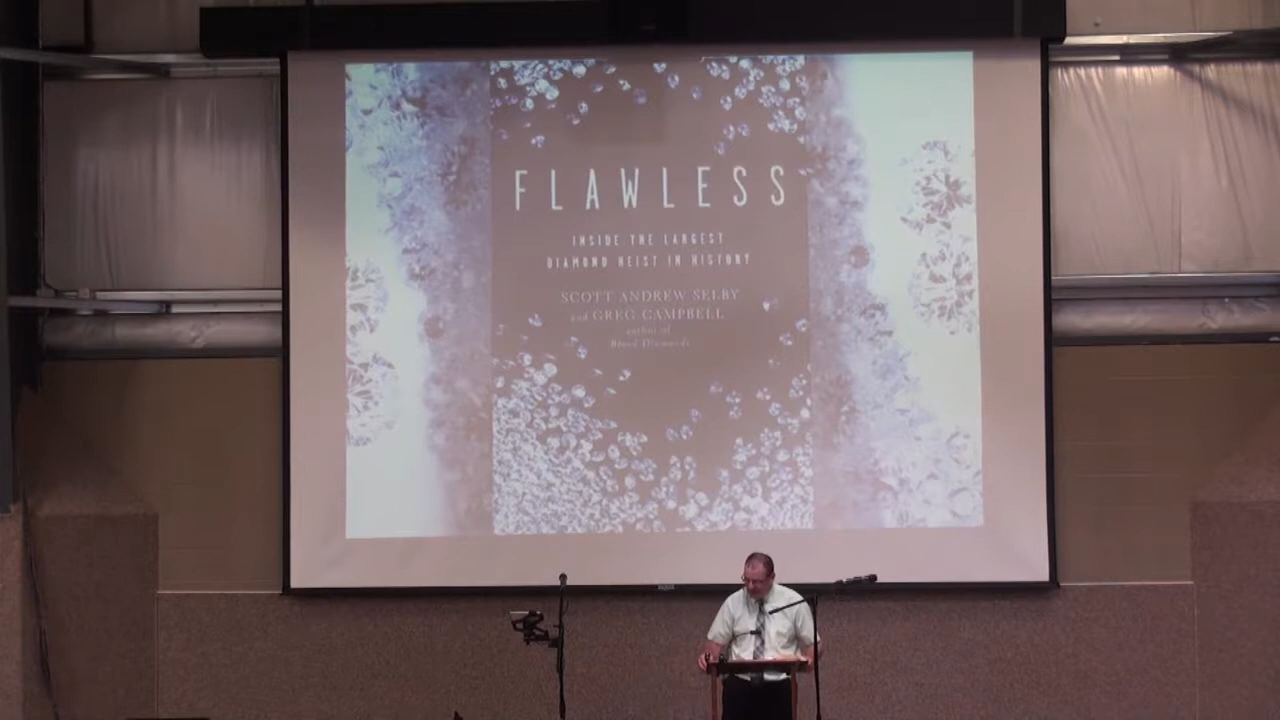 FLAWLESS
INSIDE THE LARGEST
DIAMOND HEIST IN HISTORY
SCOTT ANDREW SELBY
and GREG CAMPBELL
author of
Blood Diamonds